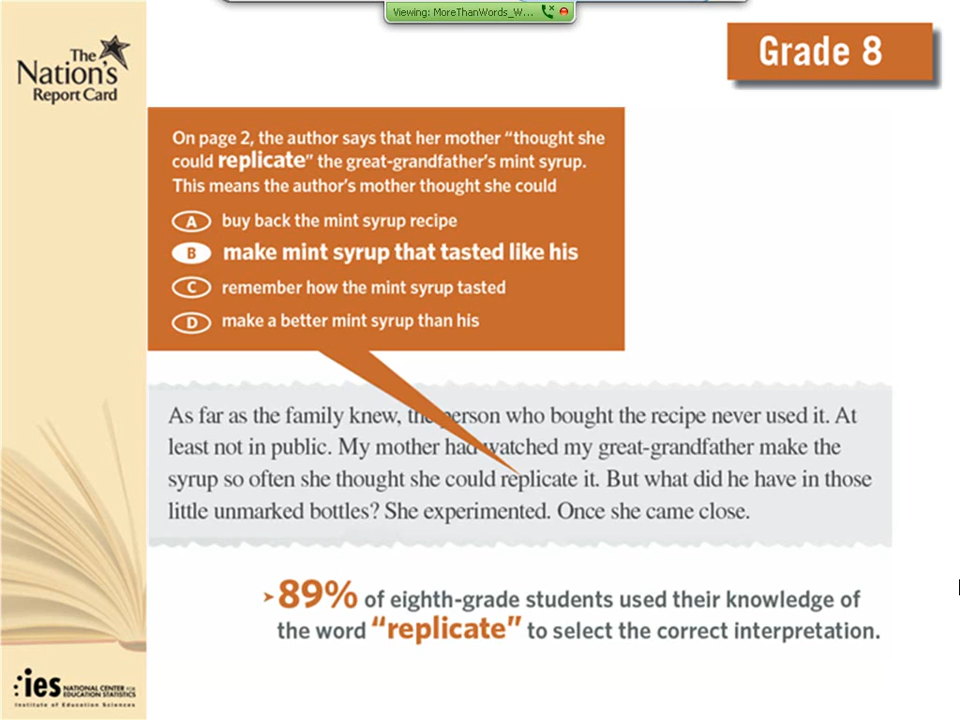 Viewing: MoreThanWords_W...
The
Nation's
Report Card
Grade 8
On page 2, the author says that her mother “thought she
could replicate” the great-grandfather’s mint syrup.
This means the author’s mother thought she could
A buy back the mint syrup recipe
B make mint syrup that tasted like his
C remember how the mint syrup tasted
D make a better mint syrup than his
As far as the family knew, the person who bought the recipe never used it. At
least not in public. My mother had watched my great-grandfather make the
syrup so often she thought she could replicate it. But what did he have in those
little unmarked bottles? She experimented. Once she came close.
➤ 89% of eighth-grade students used their knowledge of
the word “replicate” to select the correct interpretation.
ies NATIONAL CENTER FOR
EDUCATION STATISTICS
Institute of Education Sciences